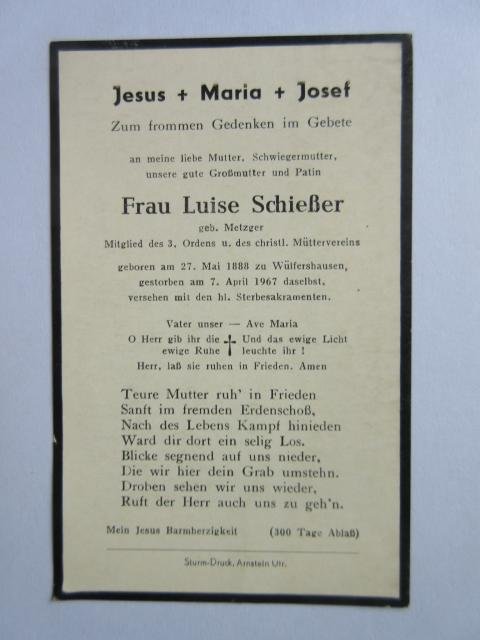 Jesus + Maria + Josef
Zum frommen Gedenken im Gebete
an meine liebe Mutter, Schwiegermutter,
unsere gute Großmutter und Patin
Frau Luise Schießer
geb. Metzger
Mitglied des 3. Ordens u. des christl. Müttervereins
geboren am 27. Mai 1888 zu Wülfershausen,
gestorben am 7. April 1967 daselbst,
versehen mit den hl. Sterbesakramenten.
Vater unser — Ave Maria
O Herr gib ihr die † Und das ewige Licht
ewige Ruhe leuchte ihr !
Herr, laß sie ruhen in Frieden. Amen
Teure Mutter ruh' in Frieden
Sanft im fremden Erdenschoß,
Nach des Lebens Kampf hinieden
Ward dir dort ein selig Los.
Blicke segnend auf uns nieder,
Die wir hier dein Grab umstehn.
Droben sehen wir uns wieder,
Ruft der Herr auch uns zu geh'n.
Mein Jesus Barmherzigkeit (300 Tage Ablaß)
Sturm-Druck, Arnstein Ufr.